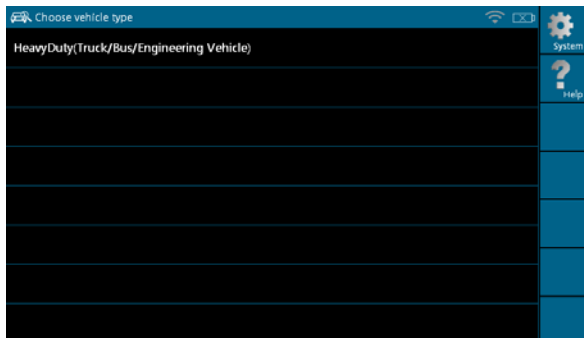 Choose vehicle type
System
HeavyDuty(Truck/Bus/Engineering Vehicle)
Help